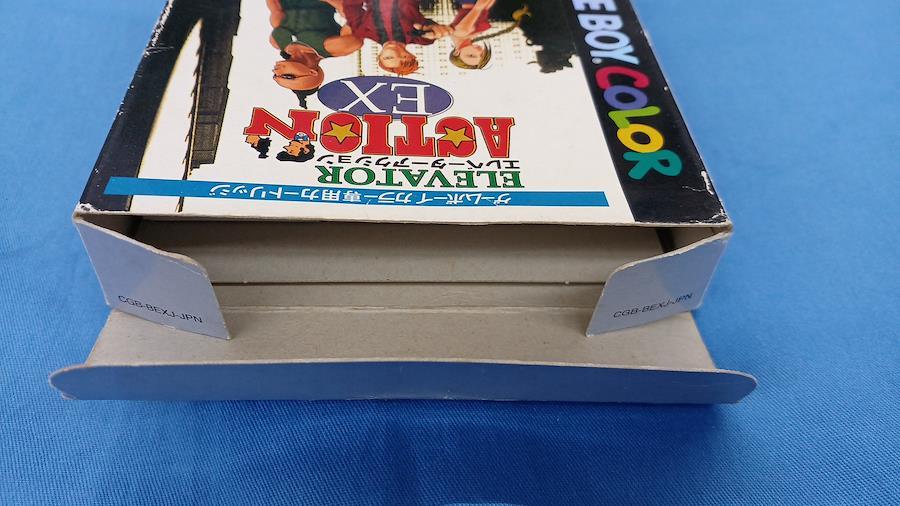 ゲームボーイカラー専用カートリッジ
ELEVATOR
エレベーターアクション
ACTION
EX
BOY COLOR
CGB-BEXJ-JPN
CGB-BEXJ-JPN